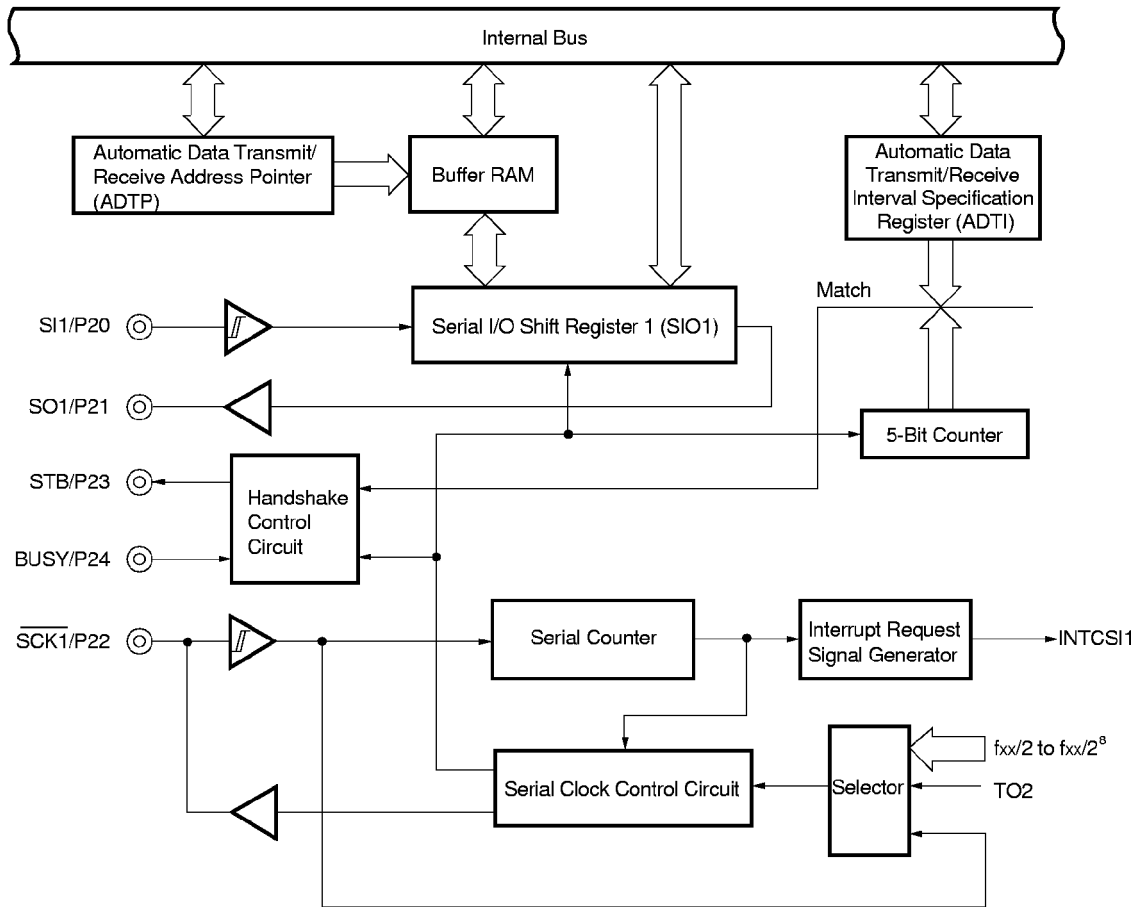 Internal Bus
Automatic Data Transmit/
Receive Address Pointer
(ADTP)
Buffer RAM
Automatic Data
Transmit/Receive
Interval Specification
Register (ADTI)
Match
SI1/P20
Serial I/O Shift Register 1 (SIO1)
SO1/P21
5-Bit Counter
STB/P23
Handshake
Control
Circuit
BUSY/P24
SCK1/P22
Serial Counter
Interrupt Request
Signal Generator
INTCSI1
Serial Clock Control Circuit
Selector
fxx/2 to fxx/2⁸
TO2